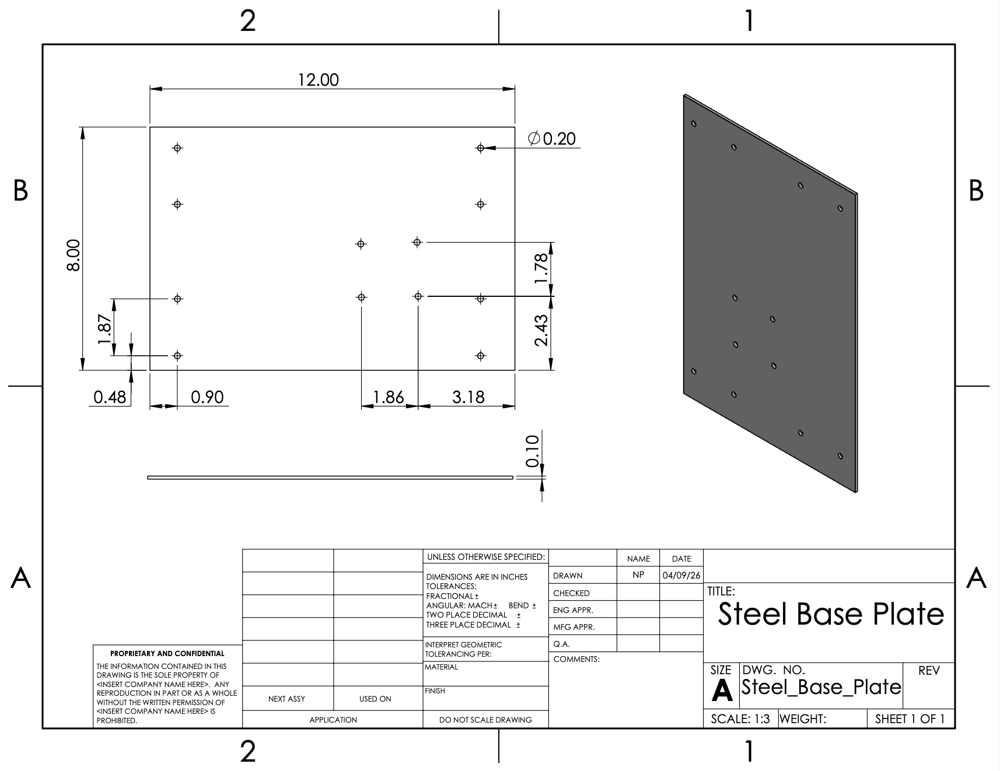 2 1
12.00
⌀0.20
B B
8.00
1.78
1.87
2.43
0.48 0.90 1.86 3.18
0.10
A A
UNLESS OTHERWISE SPECIFIED:
DIMENSIONS ARE IN INCHES
TOLERANCES:
FRACTIONAL ±
ANGULAR: MACH ± BEND ±
TWO PLACE DECIMAL ±
THREE PLACE DECIMAL ±
INTERPRET GEOMETRIC
TOLERANCING PER:
MATERIAL
FINISH
DO NOT SCALE DRAWING
NAME DATE
DRAWN NP 04/09/26
CHECKED
ENG APPR.
MFG APPR.
Q.A.
COMMENTS:
TITLE:
Steel Base Plate
SIZE DWG. NO. REV
A Steel_Base_Plate
SCALE: 1:3 WEIGHT: SHEET 1 OF 1
PROPRIETARY AND CONFIDENTIAL
THE INFORMATION CONTAINED IN THIS
DRAWING IS THE SOLE PROPERTY OF
<INSERT COMPANY NAME HERE>. ANY
REPRODUCTION IN PART OR AS A WHOLE
WITHOUT THE WRITTEN PERMISSION OF
<INSERT COMPANY NAME HERE> IS
PROHIBITED.
NEXT ASSY USED ON
APPLICATION
2 1